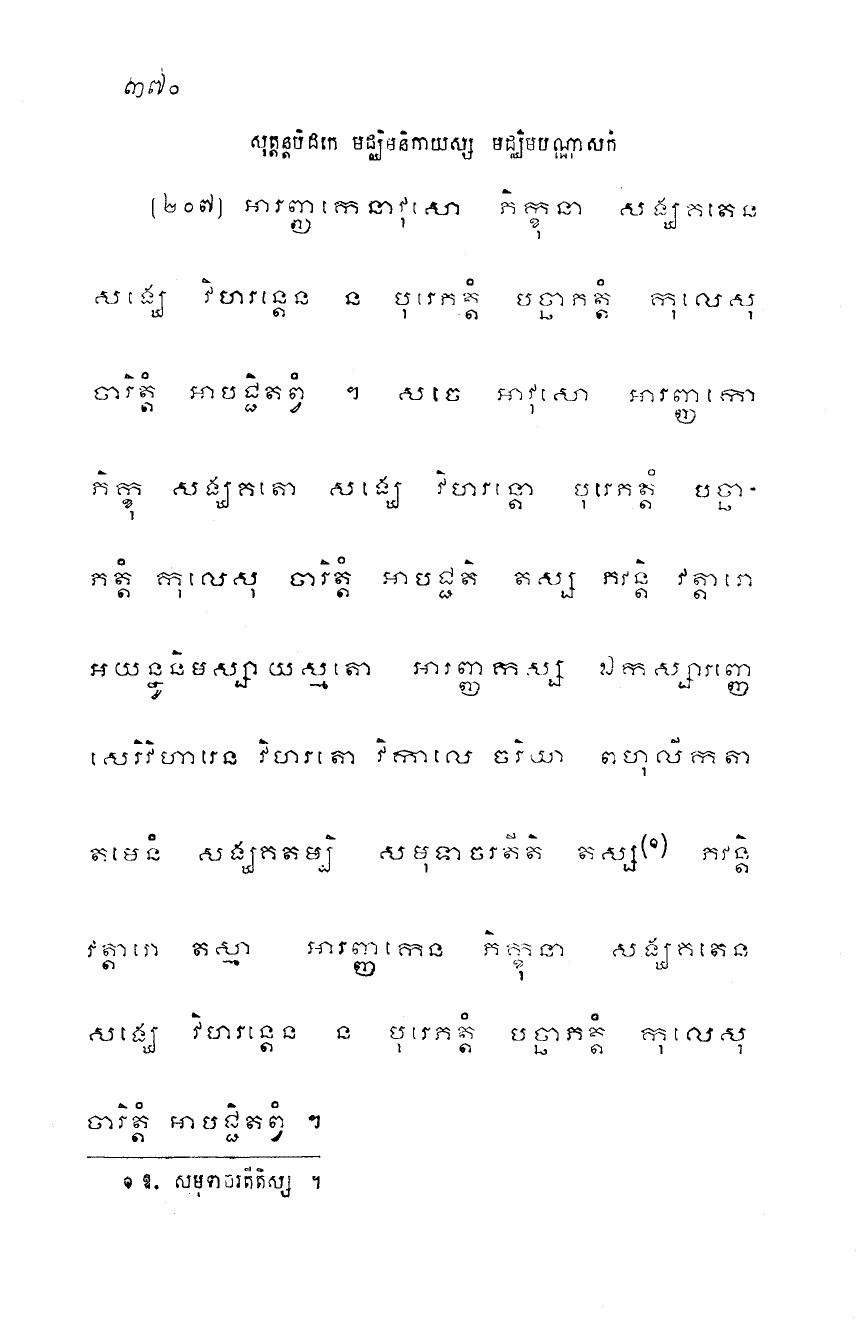 ៣៧០
សុត្តន្តបិដកេ មជ្ឈិមនិកាយស្ស មជ្ឈិមបណ្ណាសកំ
(២០៧) អារញ្ញកេនាវុសោ ភិក្ខុនា សង្ឃគតេន
សង្ឃេ វិហរន្តេន ន បុរេភត្តំ បច្ឆាភត្តំ កុលេសុ
ចារិត្តំ អាបជ្ជិតព្វំ ។ សចេ អាវុសោ អារញ្ញកោ
ភិក្ខុ សង្ឃគតោ សង្ឃេ វិហរន្តោ បុរេភត្តំ បច្ឆា-
ភត្តំ កុលេសុ ចារិត្តំ អាបជ្ជតិ តស្ស ភវន្តិ វត្តារោ
អយន្នូនិមស្សាយស្មតោ អារញ្ញកស្ស ឯកស្សារញ្ញេ
សេរិវិហារេន វិហរតោ វិកាលេ ចរិយា ពហុលីកតា
តមេនំ សង្ឃគតម្បិ សមុទាចរតីតិ តស្ស(១) ភវន្តិ
វត្តារោ តស្មា អារញ្ញកេន ភិក្ខុនា សង្ឃគតេន
សង្ឃេ វិហរន្តេន ន បុរេភត្តំ បច្ឆាភត្តំ កុលេសុ
ចារិត្តំ អាបជ្ជិតព្វំ ។
១ ឱ. សមុទាចរតីតិស្ស ។